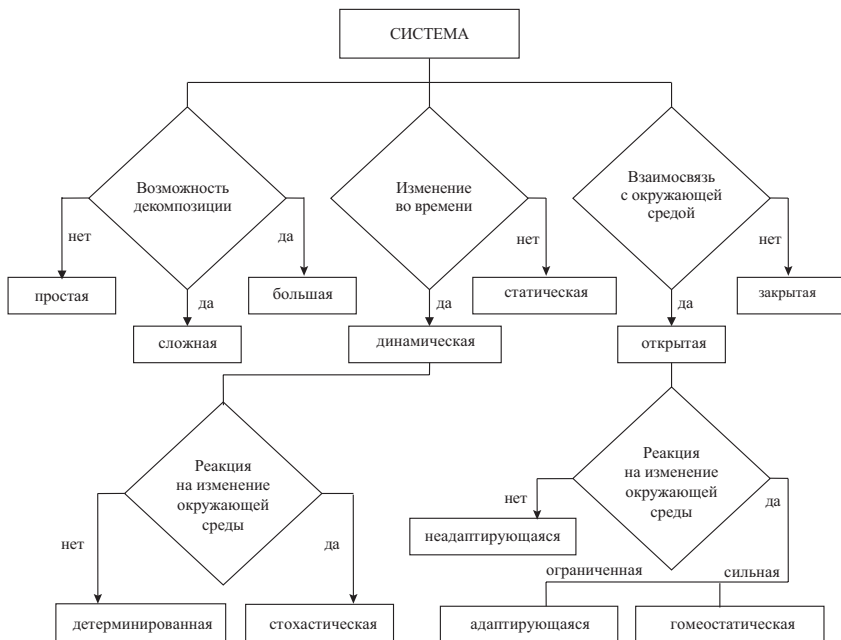 СИСТЕМА
Возможность
декомпозиции
Изменение
во времени
Взаимосвязь
с окружающей
средой
нет
да
нет
нет
простая
большая
статическая
закрытая
да
да
да
сложная
динамическая
открытая
Реакция
на изменение
окружающей
среды
Реакция
на изменение
окружающей
среды
нет
да
неадаптирующаяся
нет
да
ограниченная
сильная
детерминированная
стохастическая
адаптирующаяся
гомеостатическая